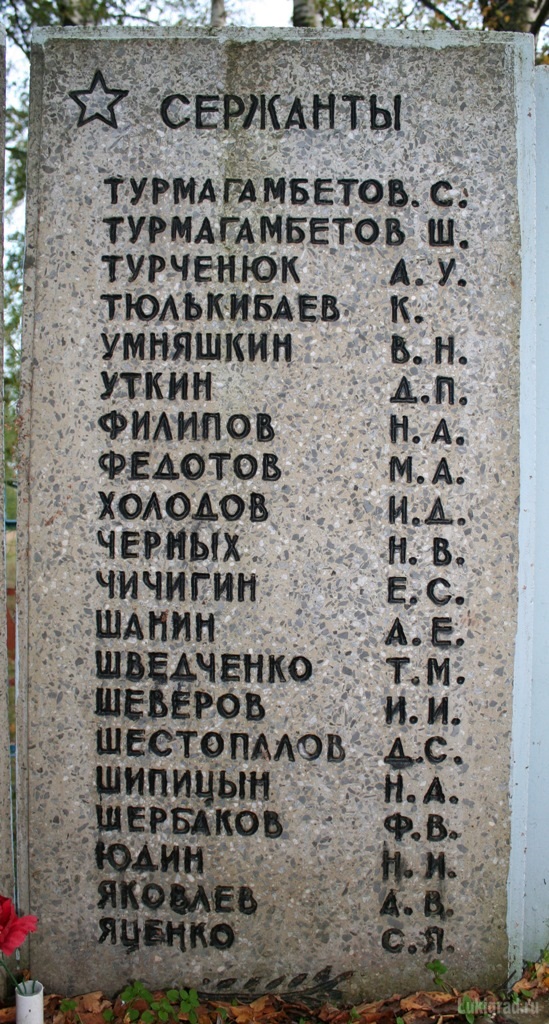 СЕРЖАНТЫ
ТУРМАГАМБЕТОВ. С.
ТУРМАГАМБЕТОВ Ш.
ТУРЧЕНЮК А. У.
ТЮЛЬКИБАЕВ К.
УМНЯШКИН В. Н.
УТКИН Д.П.
ФИЛИПОВ Н. А.
ФЕДОТОВ М. А.
ХОЛОДОВ И.Д.
ЧЕРНЫХ Н. В.
ЧИЧИГИН Е.С.
ШАНИН А. Е.
ШВЕДЧЕНКО Т.М.
ШЕВЕРОВ И. И.
ШЕСТОПАЛОВ Д.С.
ШИПИЦЫН Н. А.
ШЕРБАКОВ Ф.В.
ЮДИН Н. И.
ЯКОВЛЕВ
ЯЦЕНКО